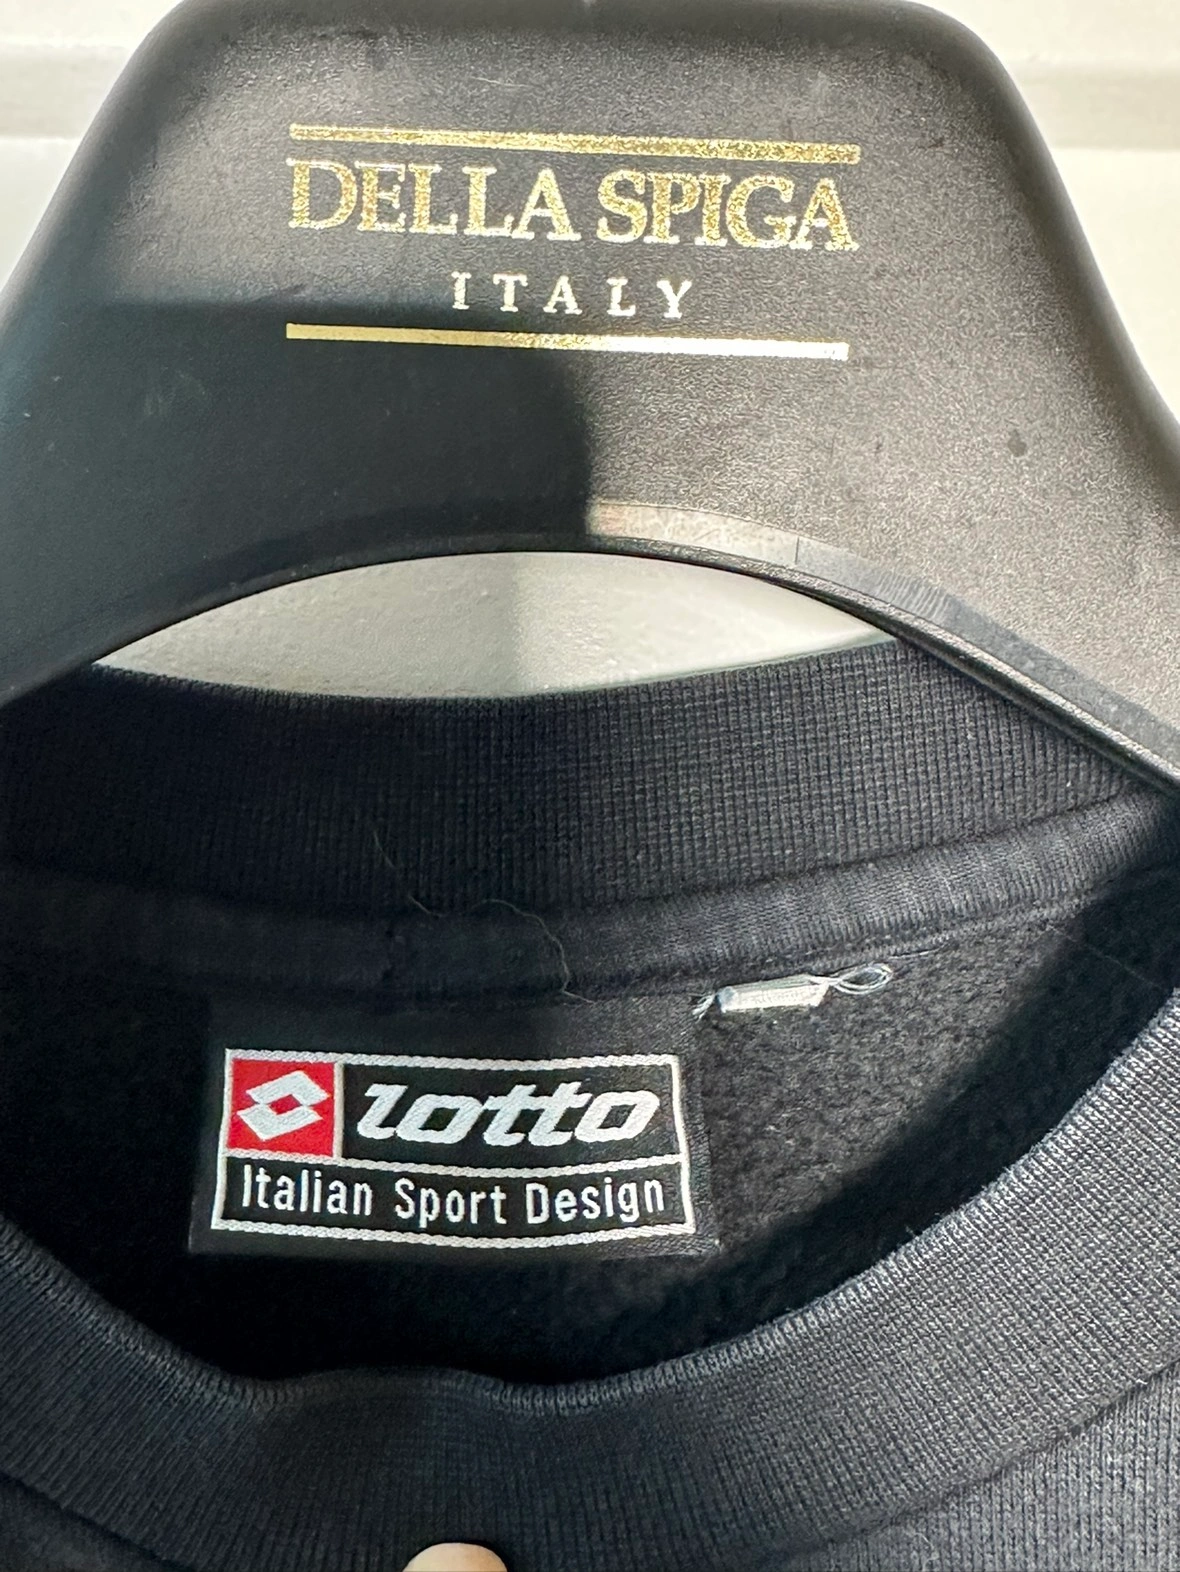 DELLA SPIGA
ITALY
lotto
Italian Sport Design